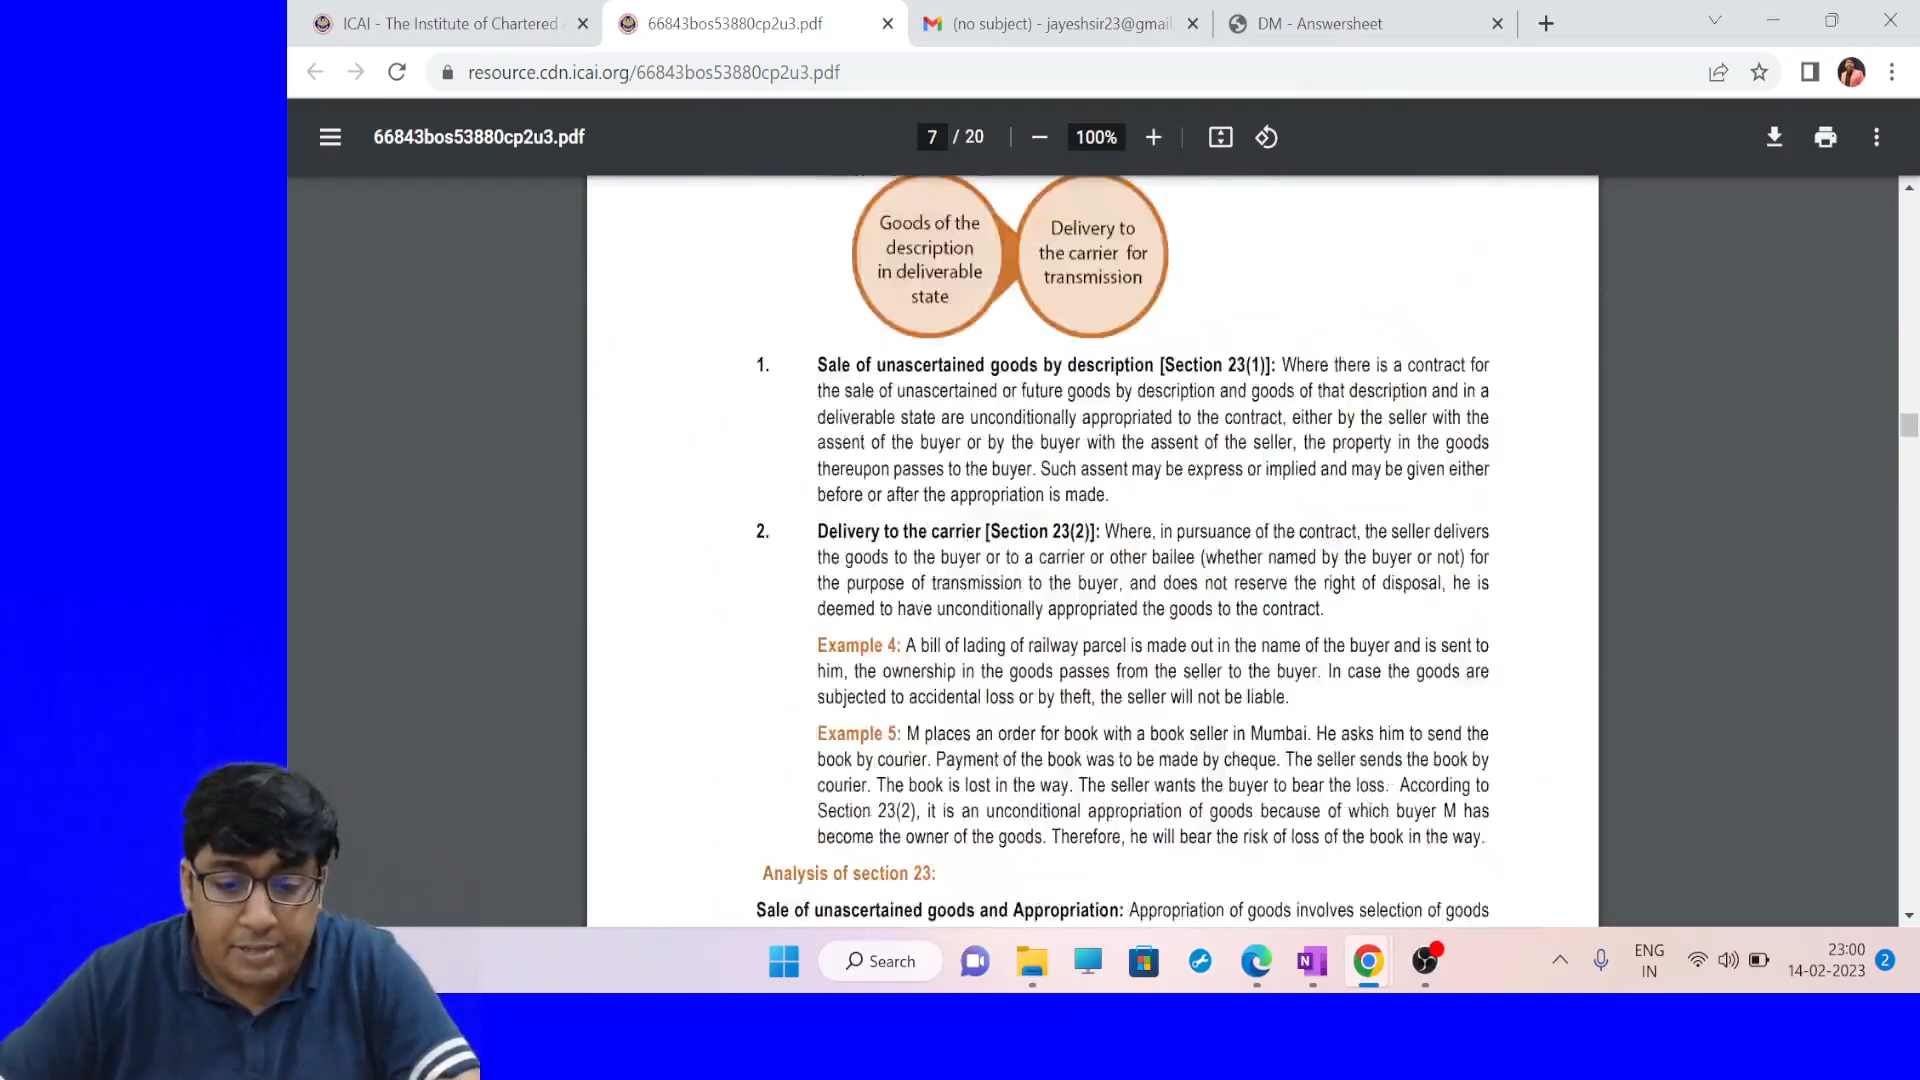 ICAI - The Institute of Chartered
66843bos53880cp2u3.pdf
(no subject) - jayeshsir23@gmail
DM - Answersheet
resource.cdn.icai.org/66843bos53880cp2u3.pdf
66843bos53880cp2u3.pdf
7 / 20
100%
Goods of the
description
in deliverable
state
Delivery to
the carrier for
transmission
1. Sale of unascertained goods by description [Section 23(1)]: Where there is a contract for
the sale of unascertained or future goods by description and goods of that description and in a
deliverable state are unconditionally appropriated to the contract, either by the seller with the
assent of the buyer or by the buyer with the assent of the seller, the property in the goods
thereupon passes to the buyer. Such assent may be express or implied and may be given either
before or after the appropriation is made.
2. Delivery to the carrier [Section 23(2)]: Where, in pursuance of the contract, the seller delivers
the goods to the buyer or to a carrier or other bailee (whether named by the buyer or not) for
the purpose of transmission to the buyer, and does not reserve the right of disposal, he is
deemed to have unconditionally appropriated the goods to the contract.
Example 4: A bill of lading of railway parcel is made out in the name of the buyer and is sent to
him, the ownership in the goods passes from the seller to the buyer. In case the goods are
subjected to accidental loss or by theft, the seller will not be liable.
Example 5: M places an order for book with a book seller in Mumbai. He asks him to send the
book by courier. Payment of the book was to be made by cheque. The seller sends the book by
courier. The book is lost in the way. The seller wants the buyer to bear the loss. According to
Section 23(2), it is an unconditional appropriation of goods because of which buyer M has
become the owner of the goods. Therefore, he will bear the risk of loss of the book in the way.
Analysis of section 23:
Sale of unascertained goods and Appropriation: Appropriation of goods involves selection of goods
Search
ENG
IN
23:00
14-02-2023
2